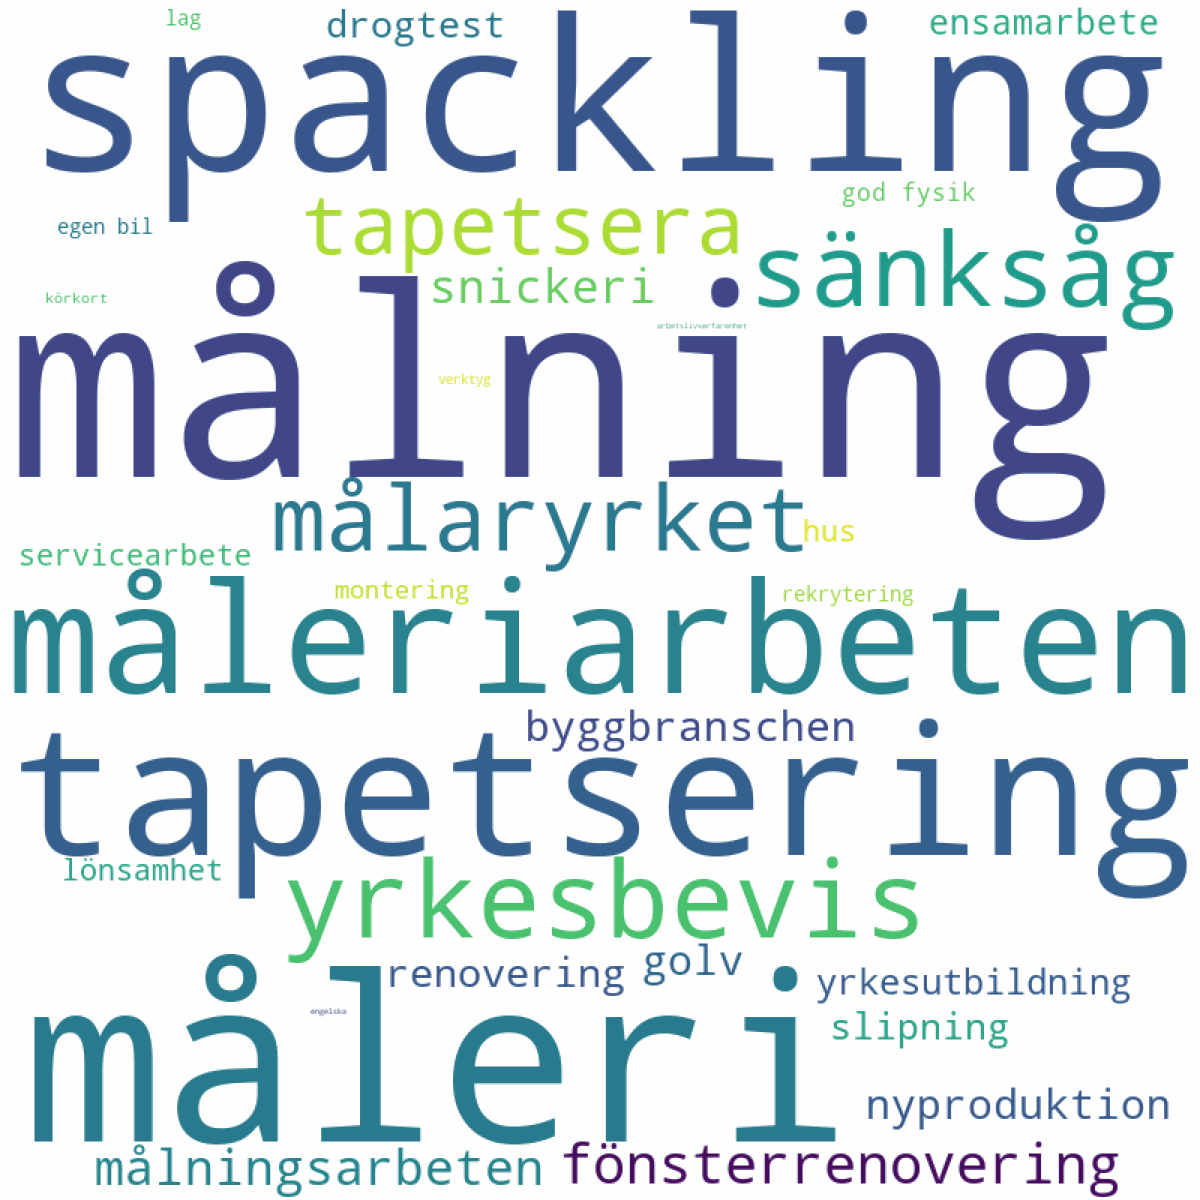 lag
drogtest
ensamarbete
spackling
god fysik
egen bil
tapetsera
sänksåg
snickeri
körkort
arbetslivserfarenhet
målning
verktyg
målaryrket
hus
servicearbete
montering
rekrytering
måleriarbeten
byggbranschen
tapetsering
lönsamhet
yrkesbevis
renovering
golv
yrkesutbildning
engelska
slipning
måleri
nyproduktion
målningsarbeten
fönsterrenovering